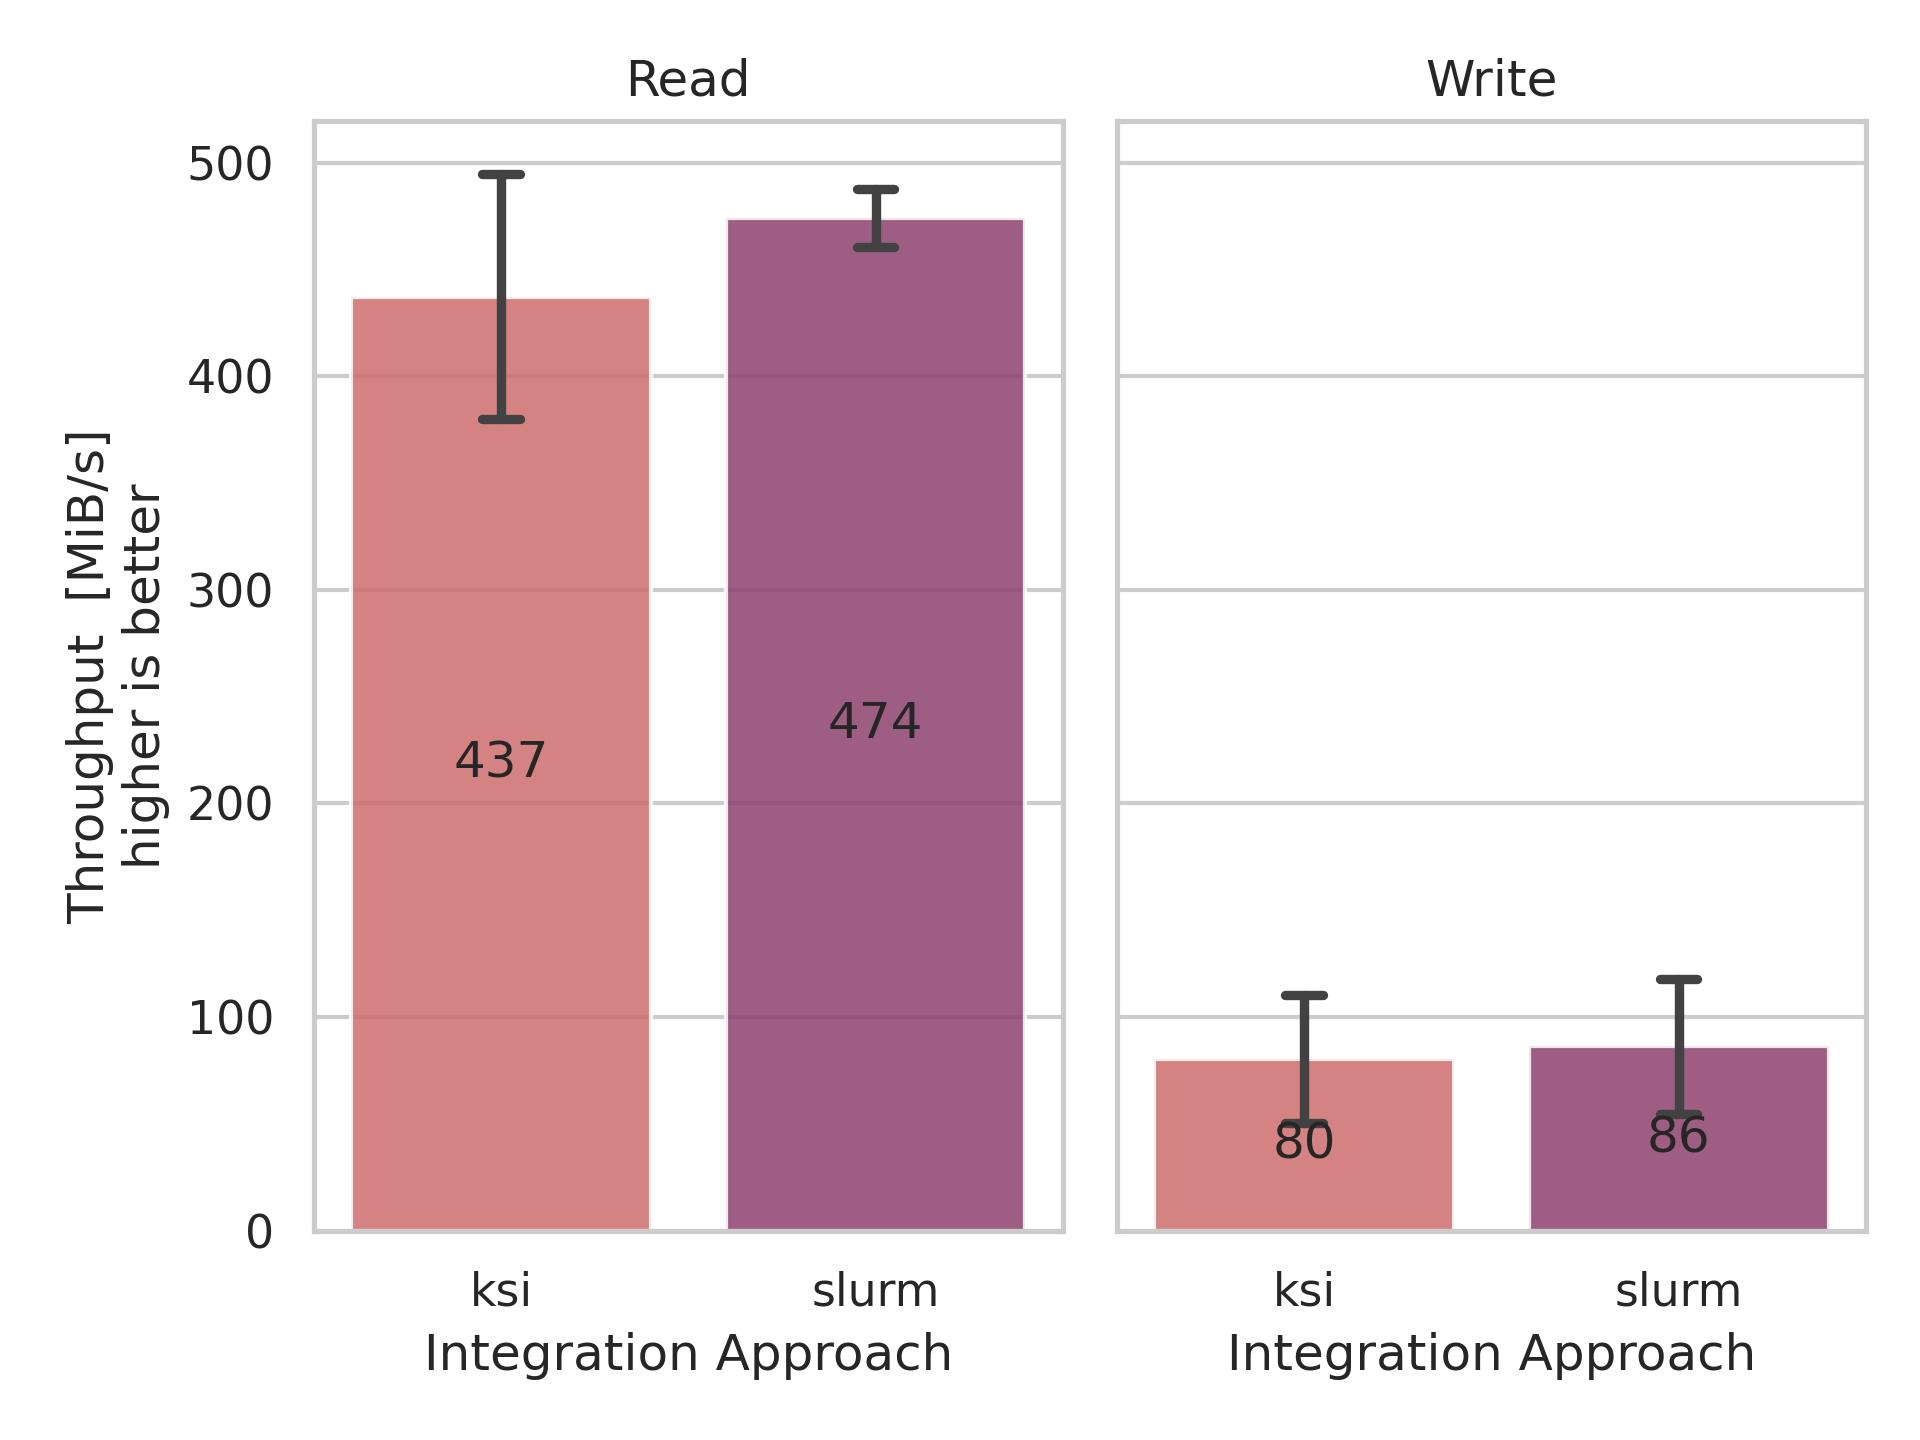 Read
Write
Throughput [MiB/s]
higher is better
500
400
300
200
100
0
437
474
80
86
ksi
slurm
ksi
slurm
Integration Approach
Integration Approach